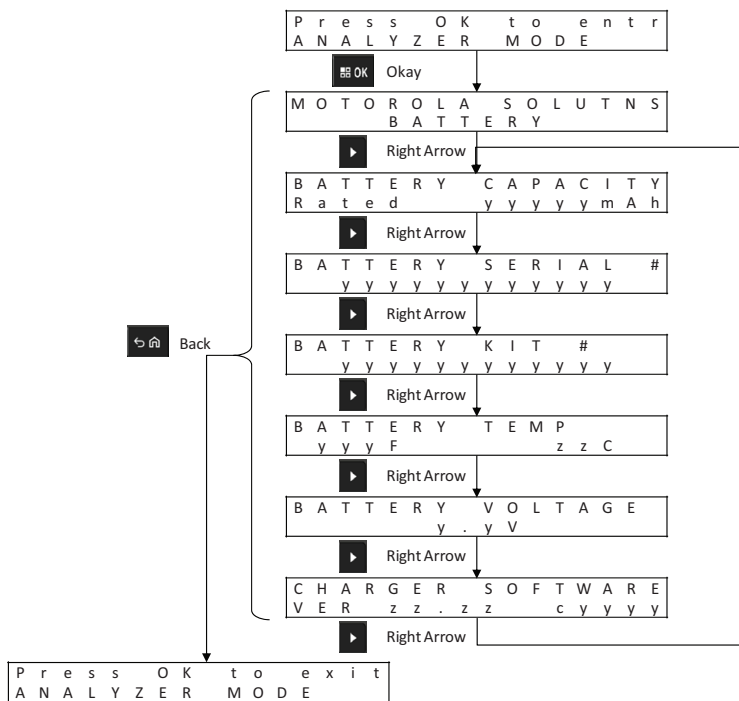 Press OK to entr
ANALYZER MODE
OK Okay
MOTOROLA SOLUTNS
BATTERY
Right Arrow
BATTERY CAPACITY
Rated yyyyymAh
Right Arrow
BATTERY SERIAL #
yyyyyyyyyyyy
Right Arrow
Back
BATTERY KIT #
yyyyyyyyyyyy
Right Arrow
BATTERY TEMP
yyyF zzC
Right Arrow
BATTERY VOLTAGE
y.yV
Right Arrow
CHARGER SOFTWARE
VER zz.zz cyyyy
Right Arrow
Press OK to exit
ANALYZER MODE